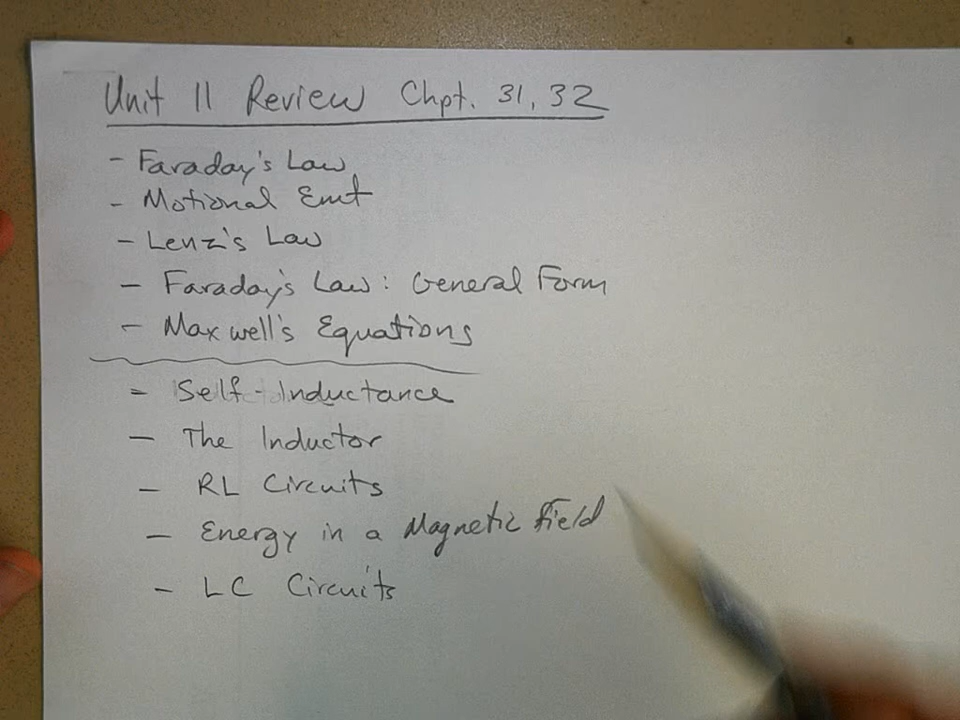 Unit 11 Review Chpt. 31, 32
- Faraday's Law
- Motional Emf
- Lenz's Law
- Faraday's Law: General Form
- Maxwell's Equations
- Self-Inductance
- The Inductor
- RL Circuits
- Energy in a Magnetic Field
- LC Circuits